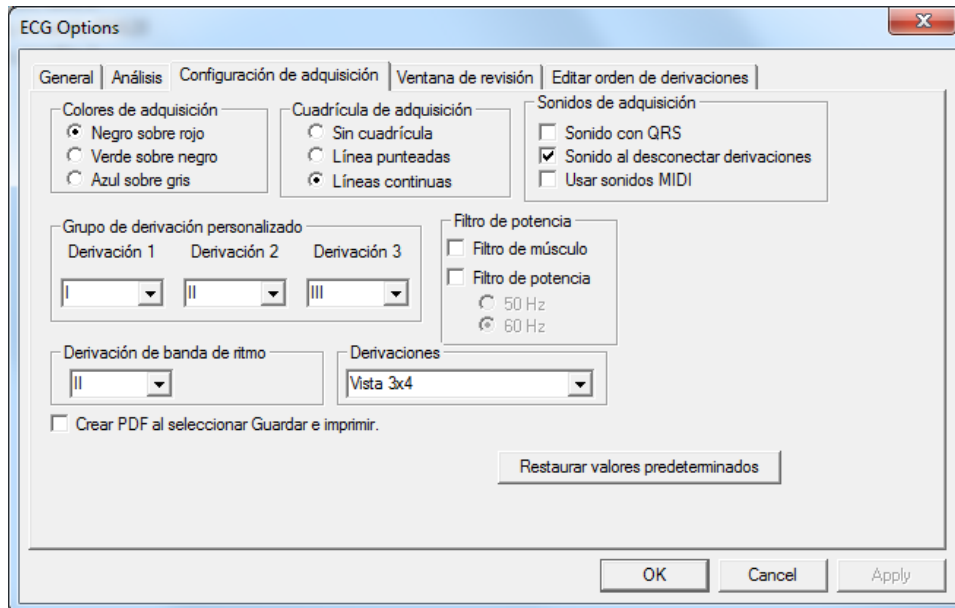 ECG Options
General Análisis Configuración de adquisición Ventana de revisión Editar orden de derivaciones
Colores de adquisición
Negro sobre rojo
Verde sobre negro
Azul sobre gris
Cuadrícula de adquisición
Sin cuadrícula
Línea punteadas
Líneas continuas
Sonidos de adquisición
Sonido con QRS
Sonido al desconectar derivaciones
Usar sonidos MIDI
Grupo de derivación personalizado
Derivación 1 Derivación 2 Derivación 3
I II III
Filtro de potencia
Filtro de músculo
Filtro de potencia
50 Hz
60 Hz
Derivación de banda de ritmo
II
Derivaciones
Vista 3x4
Crear PDF al seleccionar Guardar e imprimir.
Restaurar valores predeterminados
OK Cancel Apply